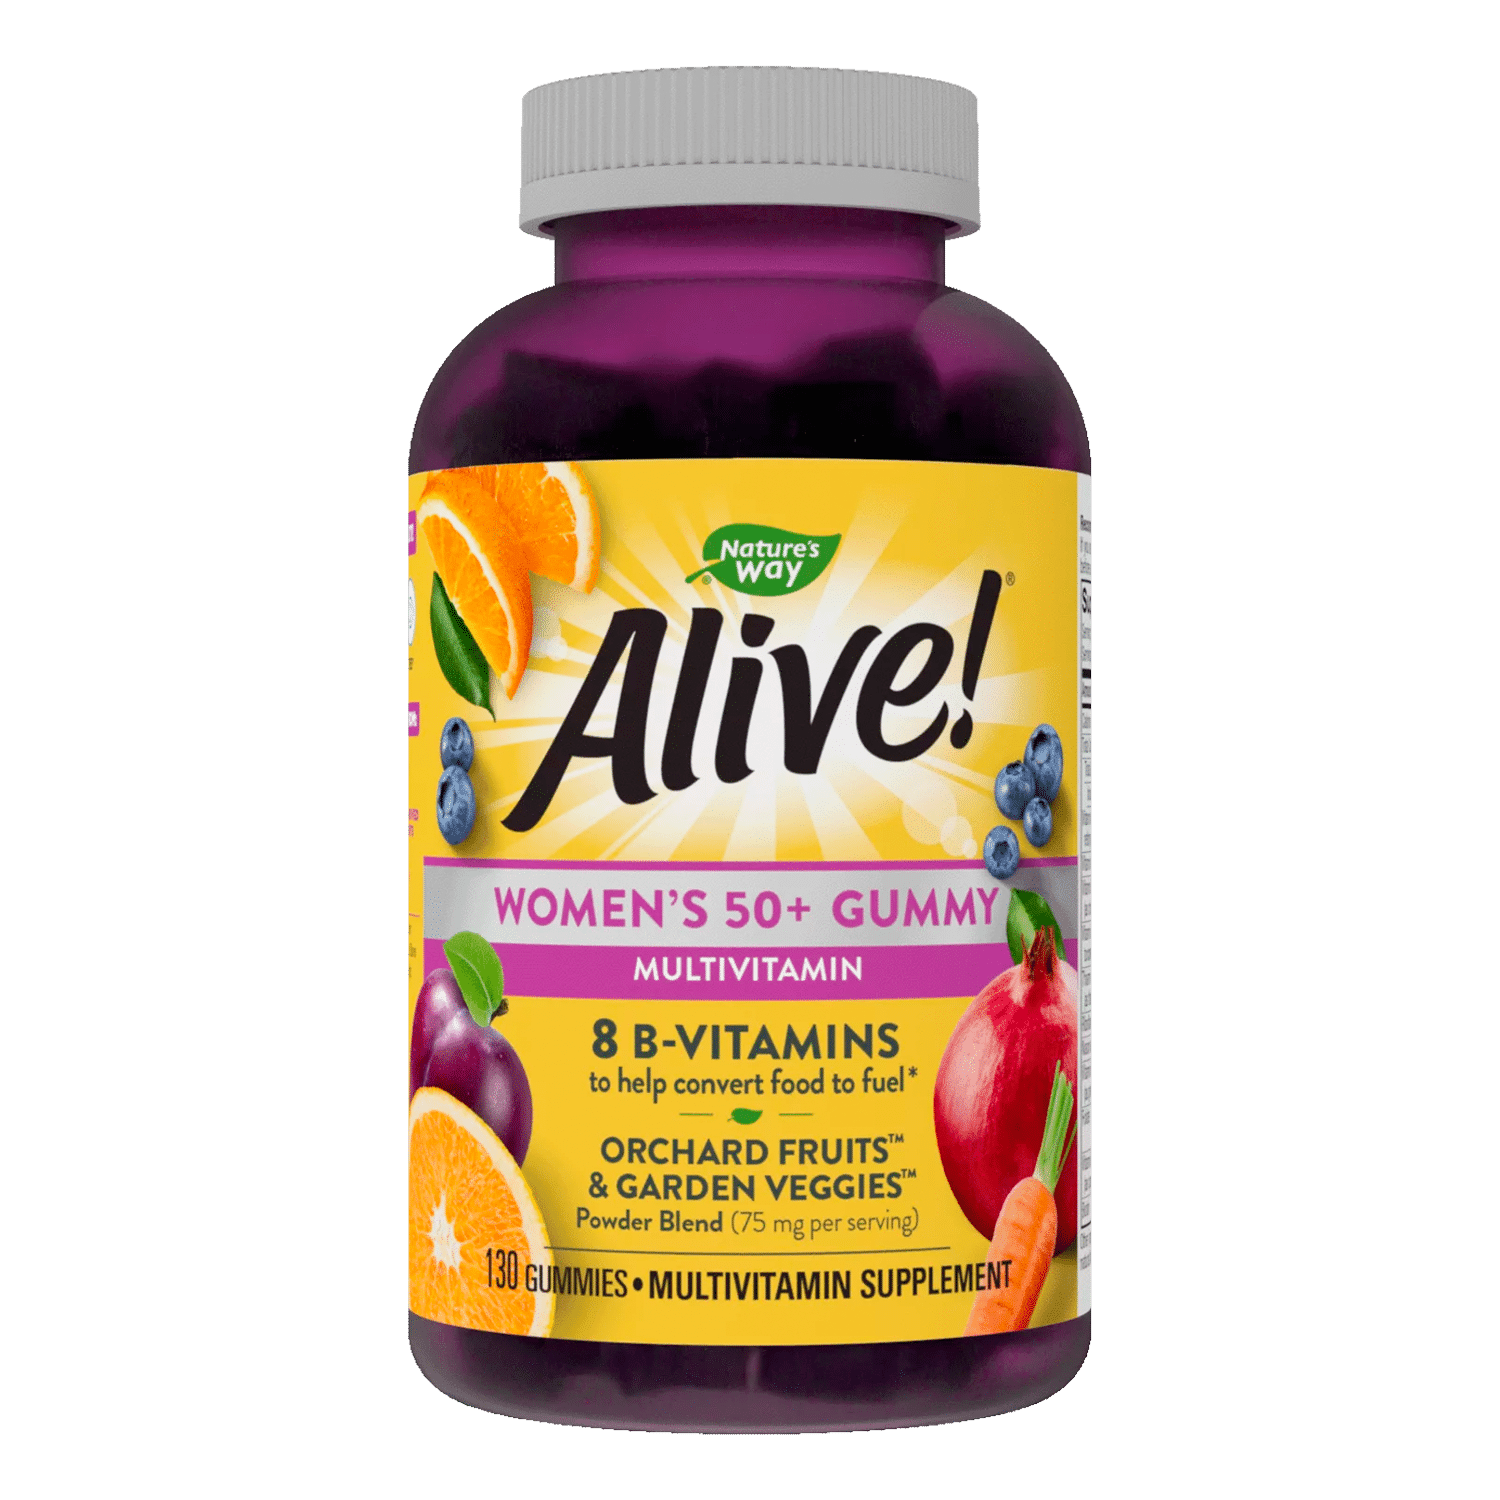 Nature's
Way®
Alive!®
WOMEN'S 50+ GUMMY
MULTIVITAMIN
8 B-VITAMINS
to help convert food to fuel*
ORCHARD FRUITS™
& GARDEN VEGGIES™
Powder Blend (75 mg per serving)
130 GUMMIES • MULTIVITAMIN SUPPLEMENT